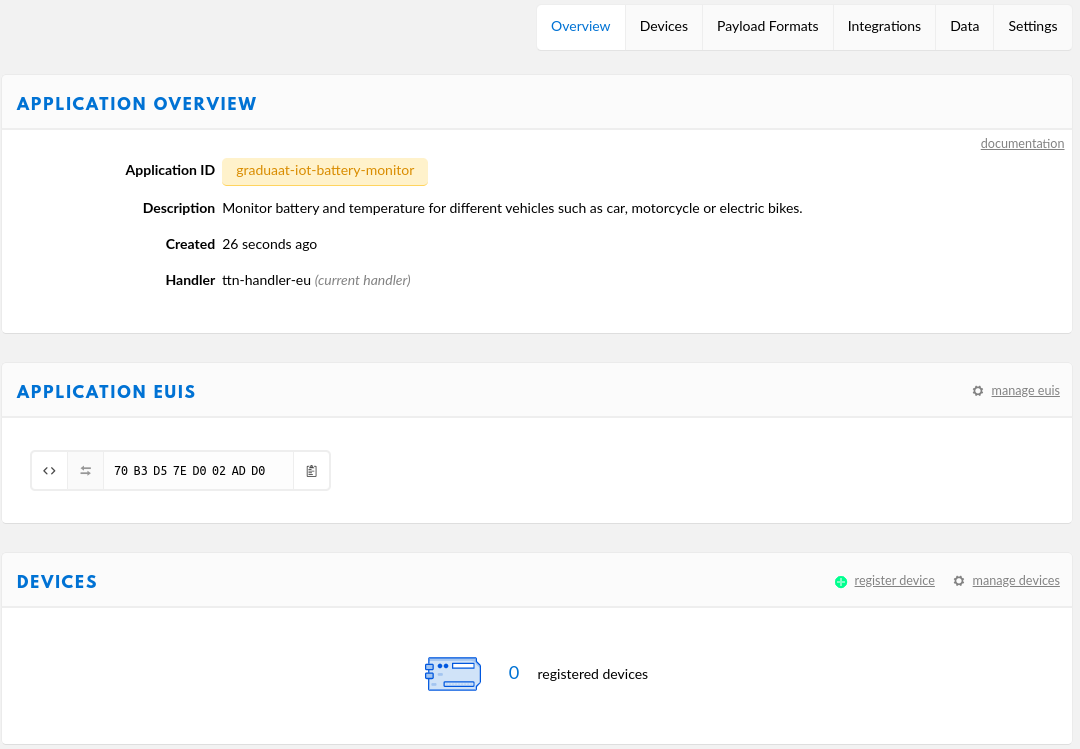 Overview Devices Payload Formats Integrations Data Settings
APPLICATION OVERVIEW
documentation
Application ID graduaat-iot-battery-monitor
Description Monitor battery and temperature for different vehicles such as car, motorcycle or electric bikes.
Created 26 seconds ago
Handler ttn-handler-eu (current handler)
APPLICATION EUIS manage euis
<> 70 B3 D5 7E D0 02 AD D0
DEVICES register device manage devices
0 registered devices